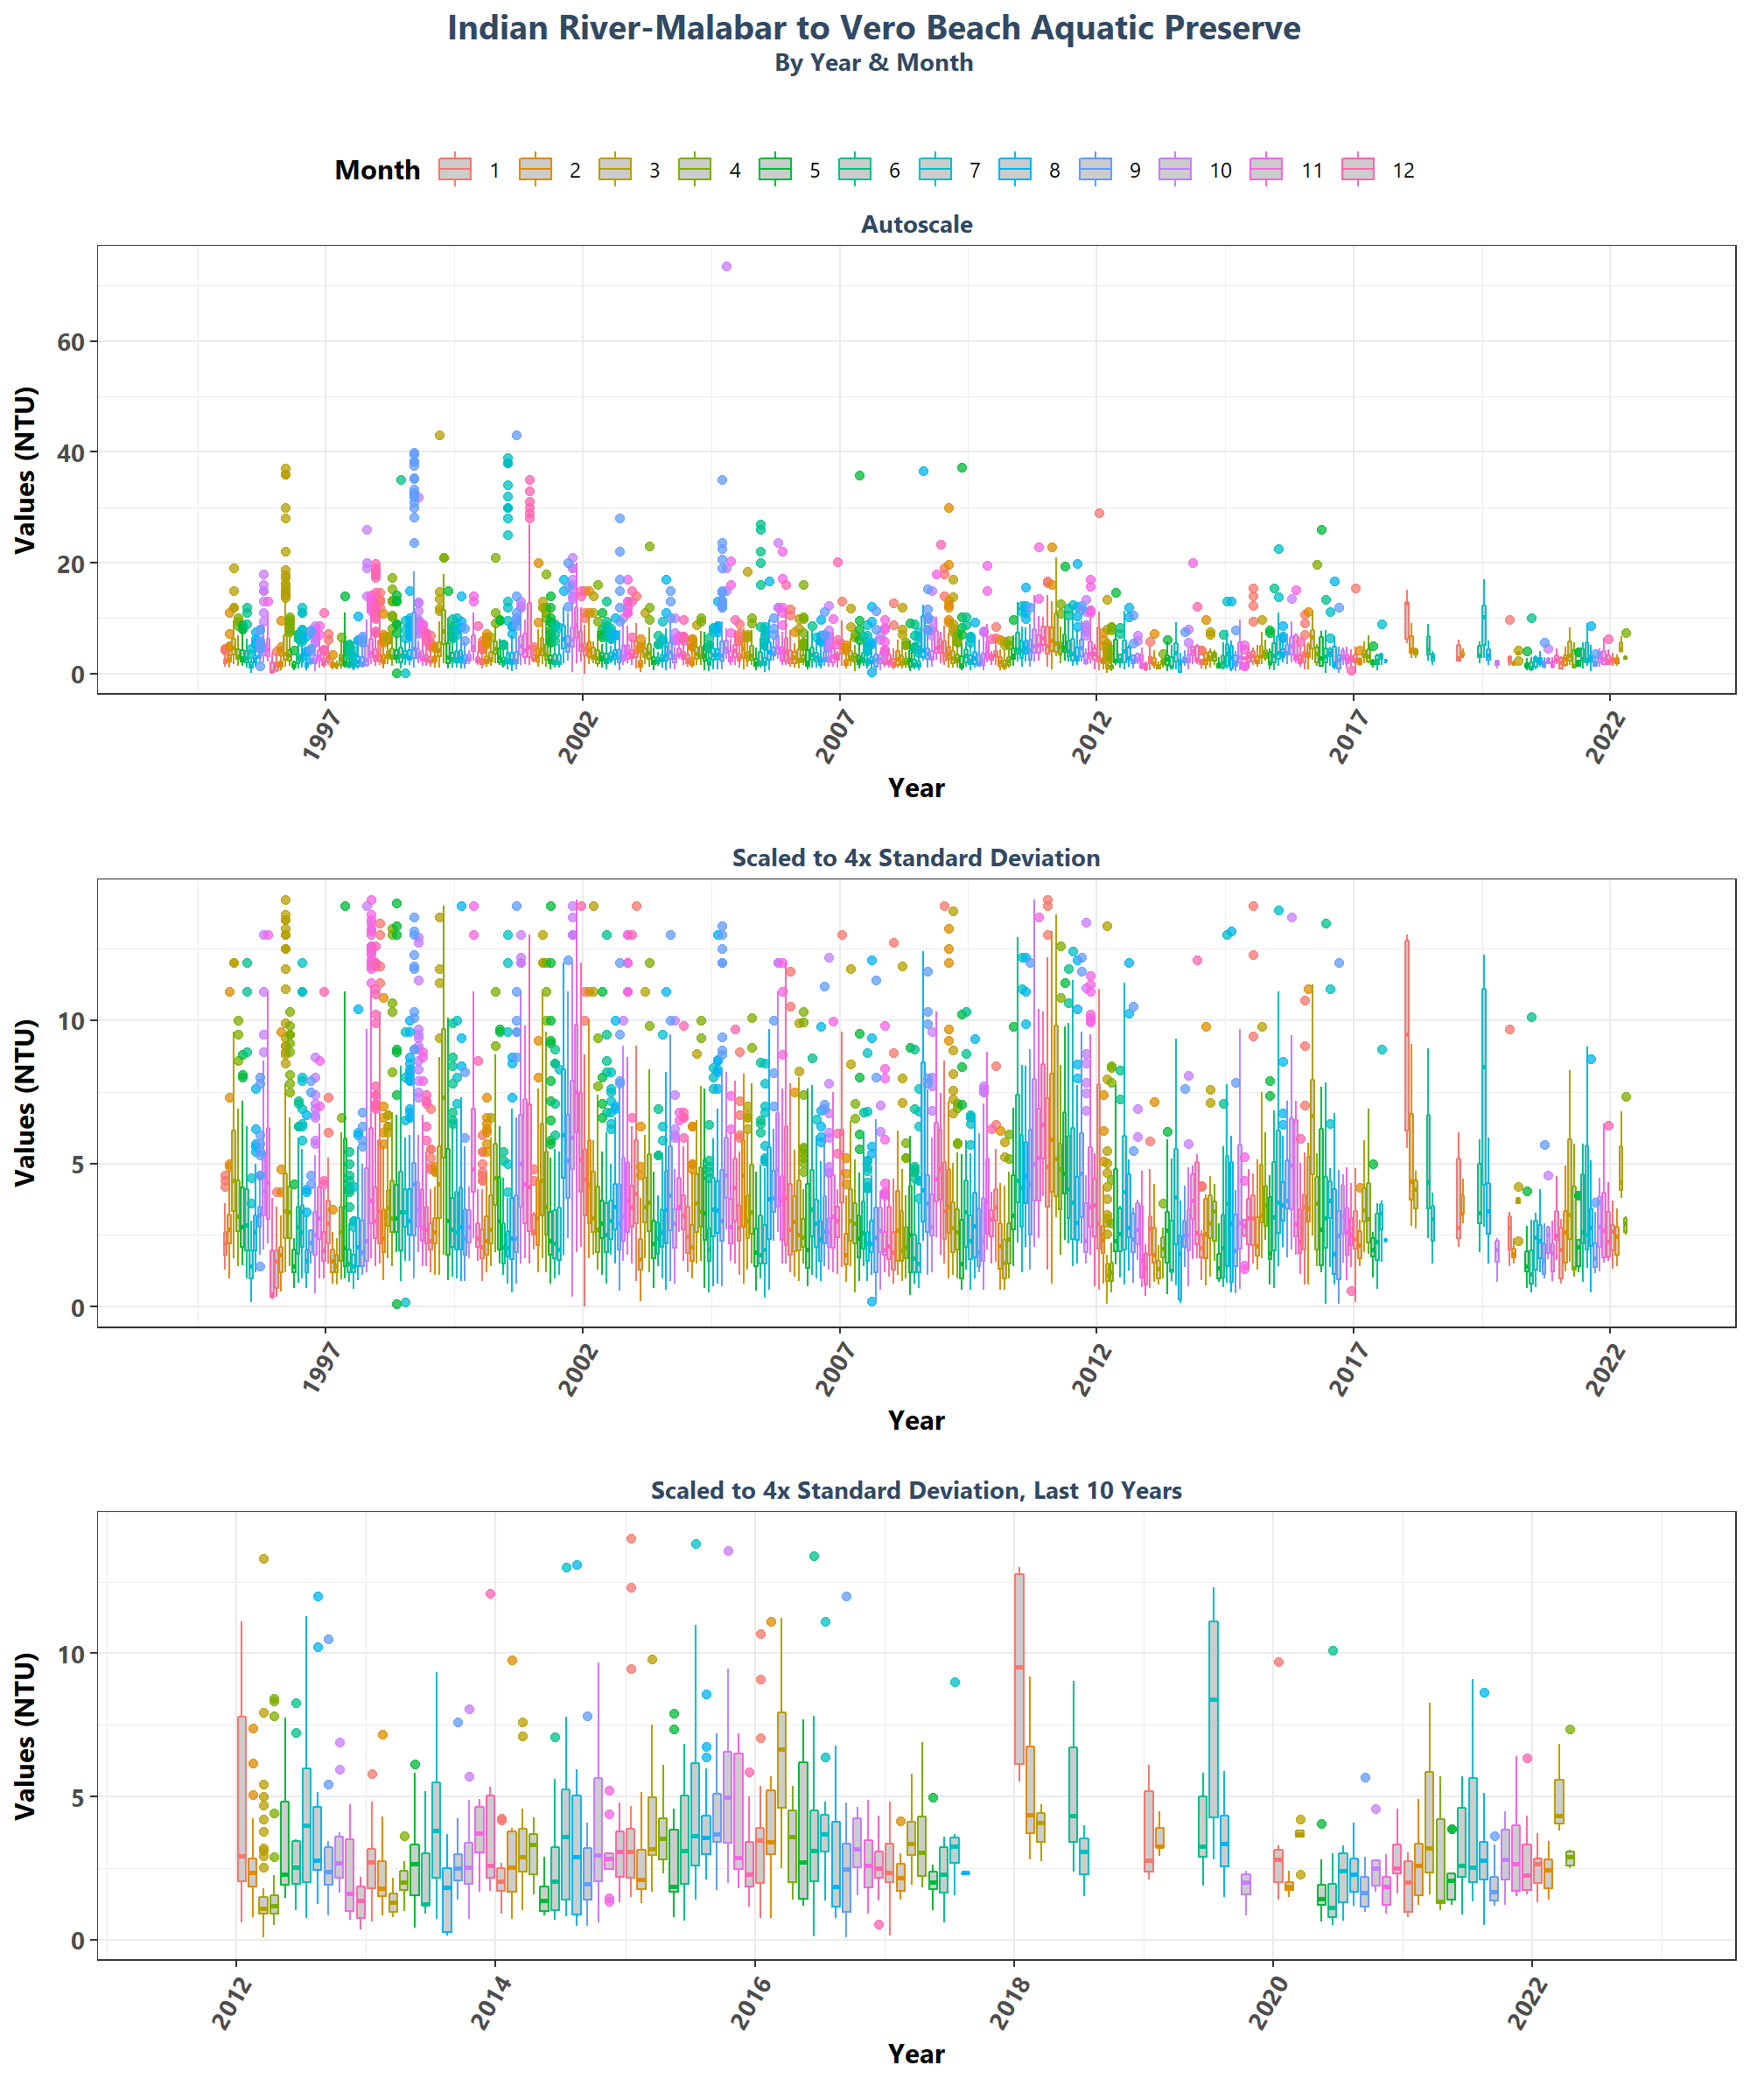 Indian River-Malabar to Vero Beach Aquatic Preserve
By Year & Month
Month 1 2 3 4 5 6 7 8 9 10 11 12
Autoscale
Values (NTU)
60
40
20
0
1997 2002 2007 2012 2017 2022
Year
Scaled to 4x Standard Deviation
Values (NTU)
10
5
0
1997 2002 2007 2012 2017 2022
Year
Scaled to 4x Standard Deviation, Last 10 Years
Values (NTU)
10
5
0
2012 2014 2016 2018 2020 2022
Year